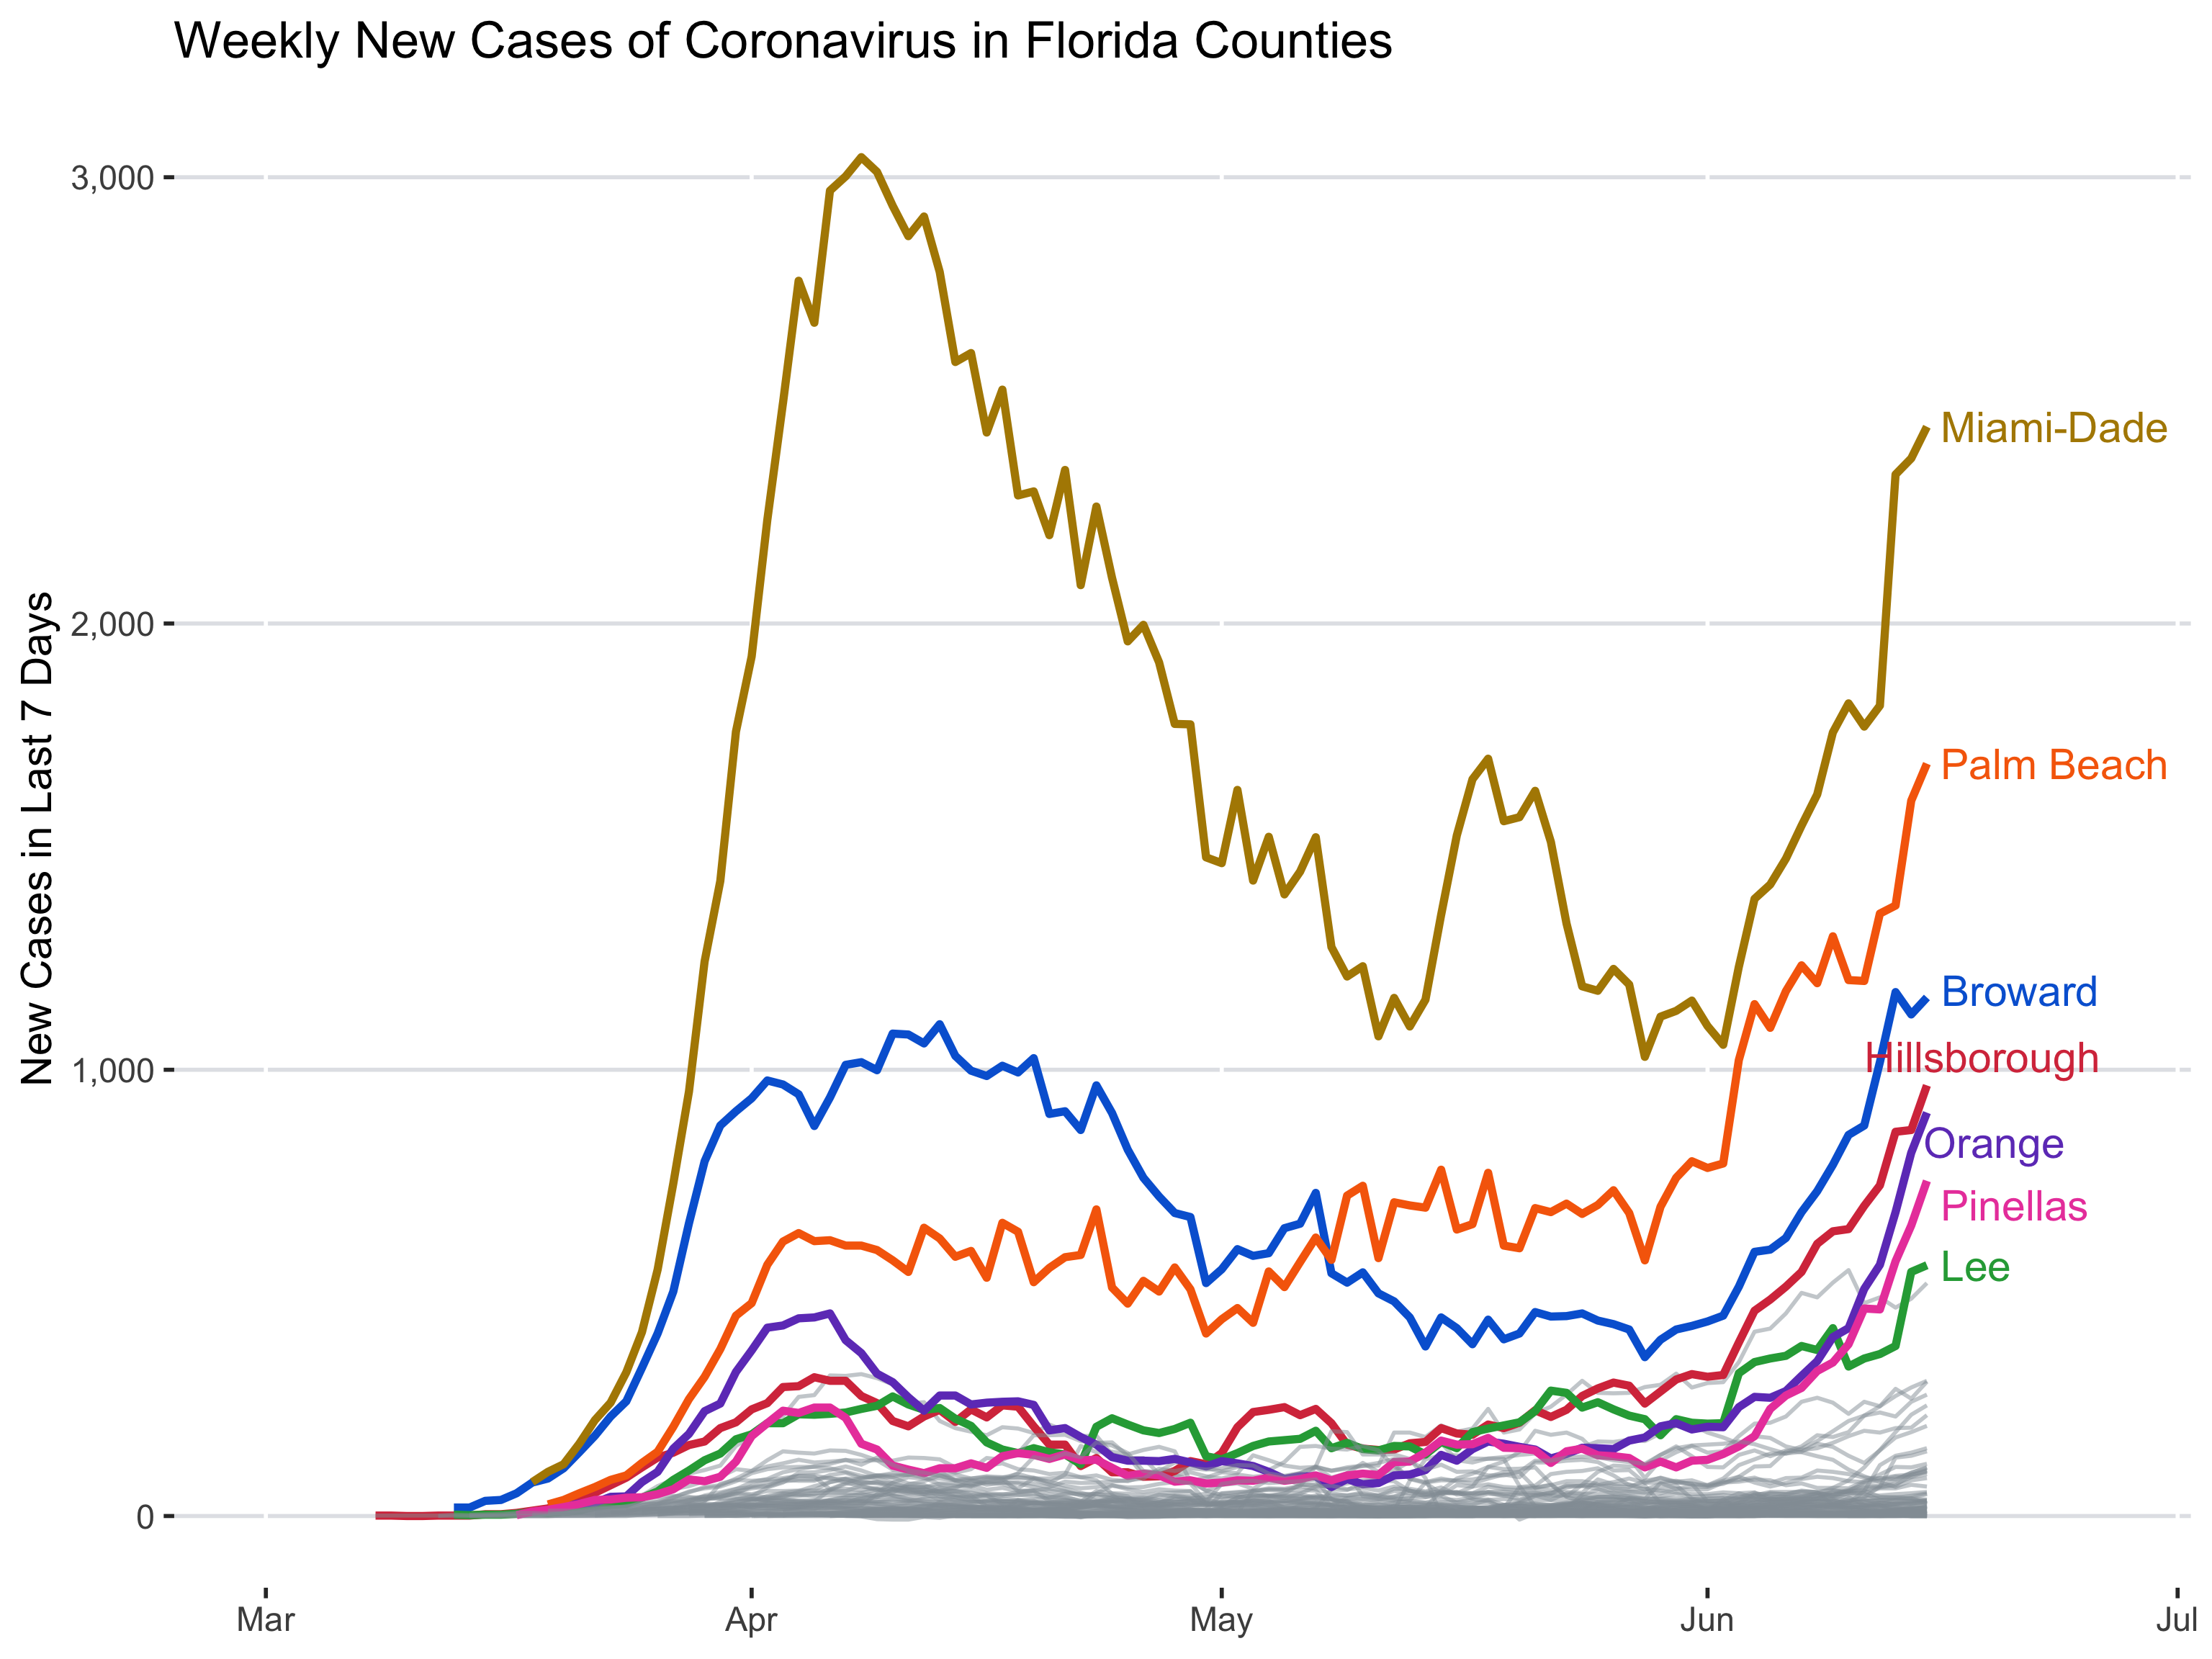 Weekly New Cases of Coronavirus in Florida Counties
New Cases in Last 7 Days
3,000
2,000
1,000
0
Miami-Dade
Palm Beach
Broward
Hillsborough
Orange
Pinellas
Lee
Mar Apr May Jun Jul